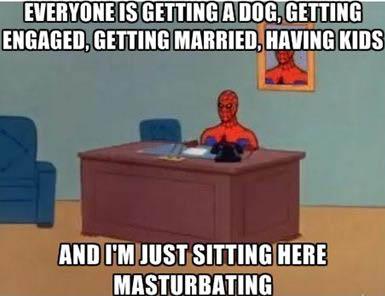 EVERYONE IS GETTING A DOG, GETTING
ENGAGED, GETTING MARRIED, HAVING KIDS
AND I'M JUST SITTING HERE
MASTURBATING